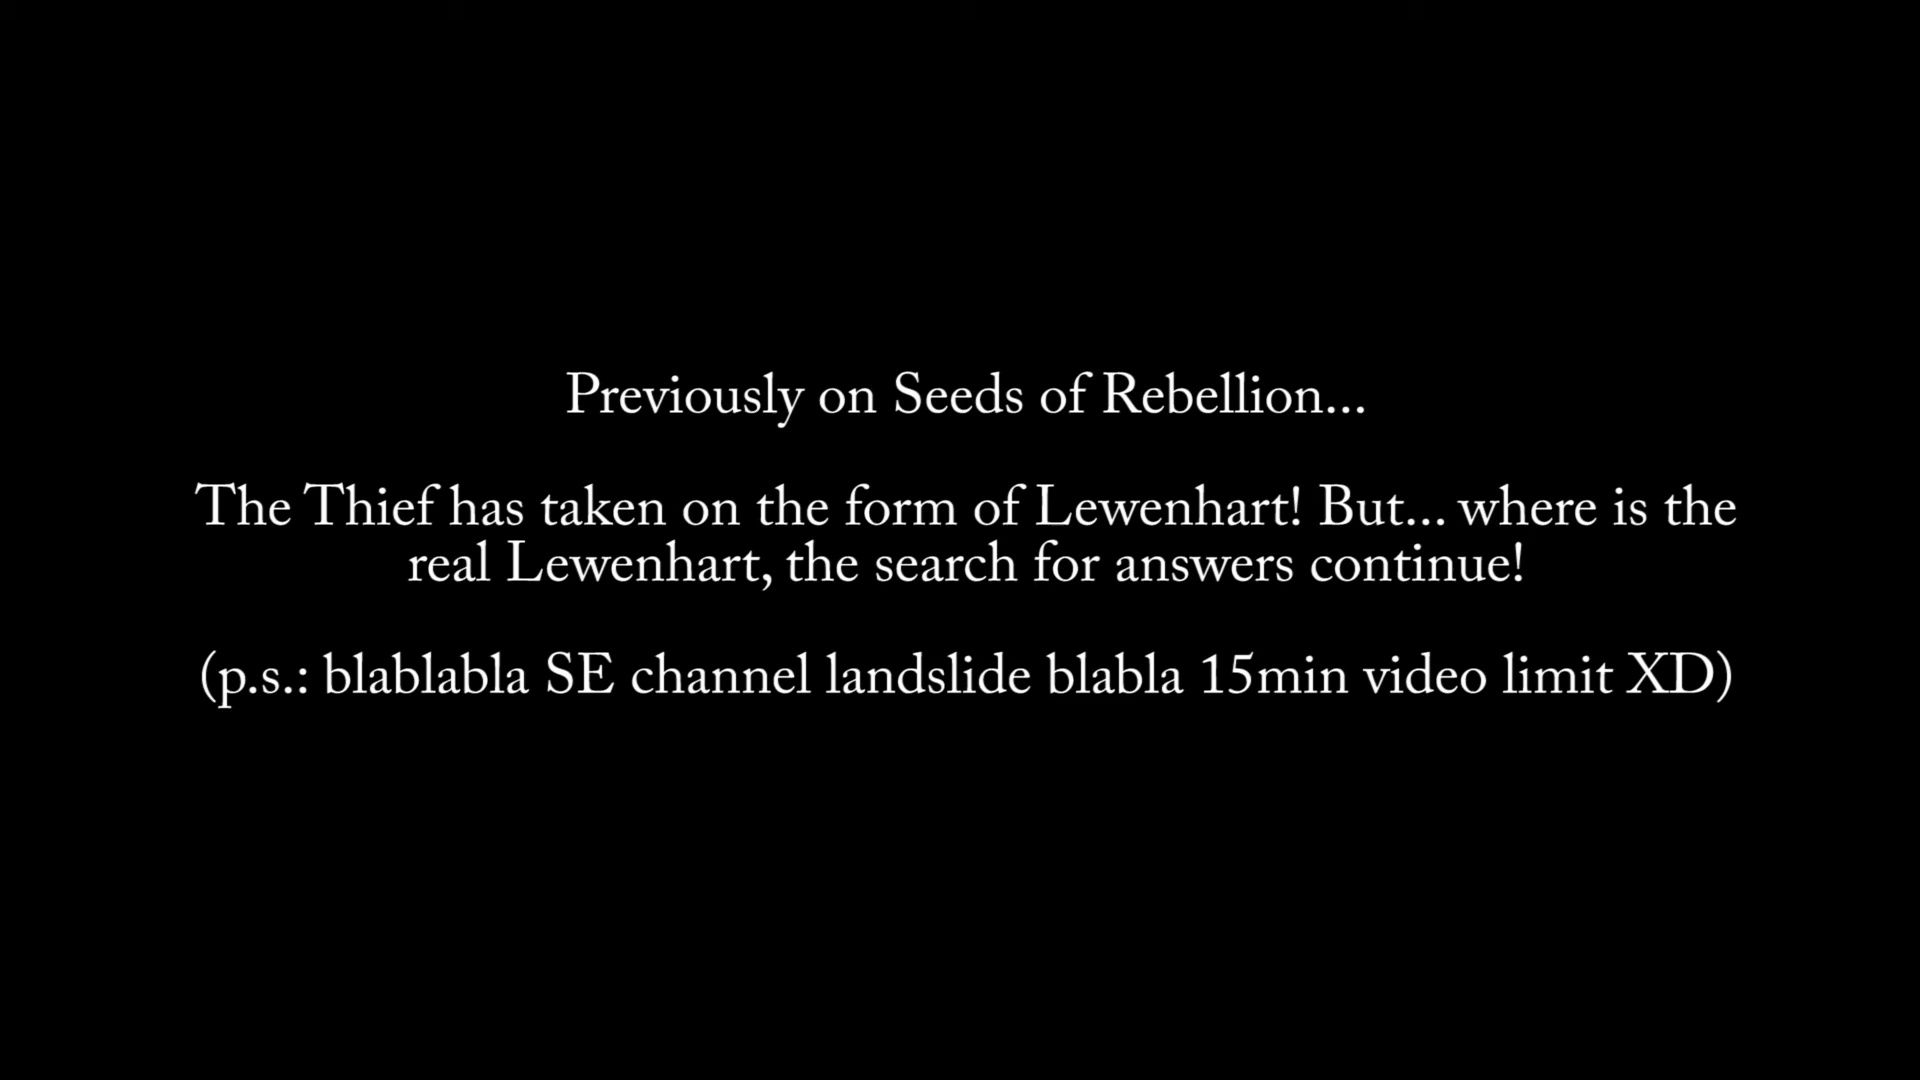 Previously on Seeds of Rebellion...
The Thief has taken on the form of Lewenhart! But... where is the
real Lewenhart, the search for answers continue!
(p.s.: blablabla SE channel landslide blabla 15min video limit XD)